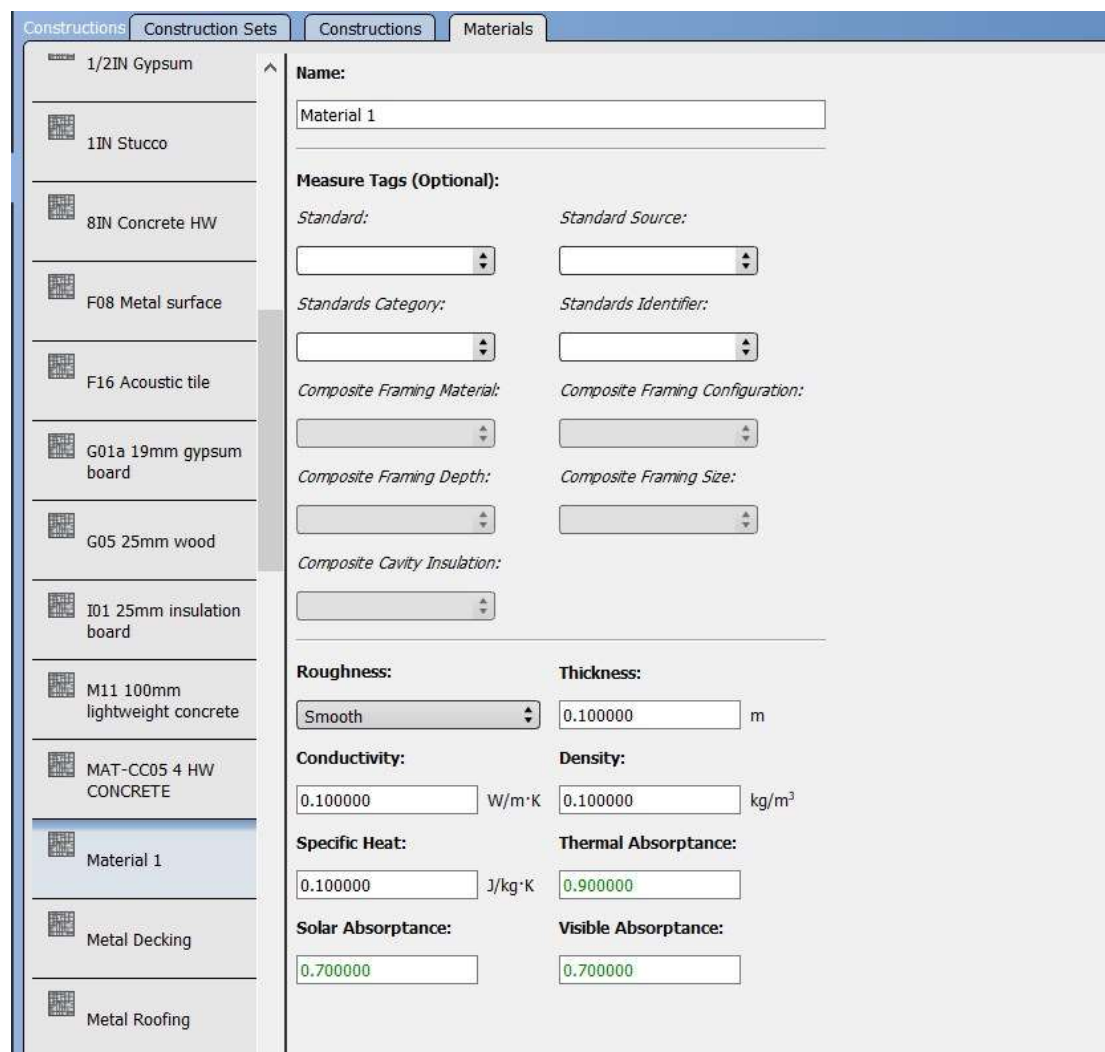 Constructions
Construction Sets
Constructions
Materials
1/2IN Gypsum
1IN Stucco
8IN Concrete HW
F08 Metal surface
F16 Acoustic tile
G01a 19mm gypsum
board
G05 25mm wood
I01 25mm insulation
board
M11 100mm
lightweight concrete
MAT-CC05 4 HW
CONCRETE
Material 1
Metal Decking
Metal Roofing
Name:
Material 1
Measure Tags (Optional):
Standard: Standard Source:
Standards Category: Standards Identifier:
Composite Framing Material: Composite Framing Configuration:
Composite Framing Depth: Composite Framing Size:
Composite Cavity Insulation:
Roughness: Thickness:
Smooth 0.100000 m
Conductivity: Density:
0.100000 W/m·K 0.100000 kg/m³
Specific Heat: Thermal Absorptance:
0.100000 J/kg·K 0.900000
Solar Absorptance: Visible Absorptance:
0.700000 0.700000